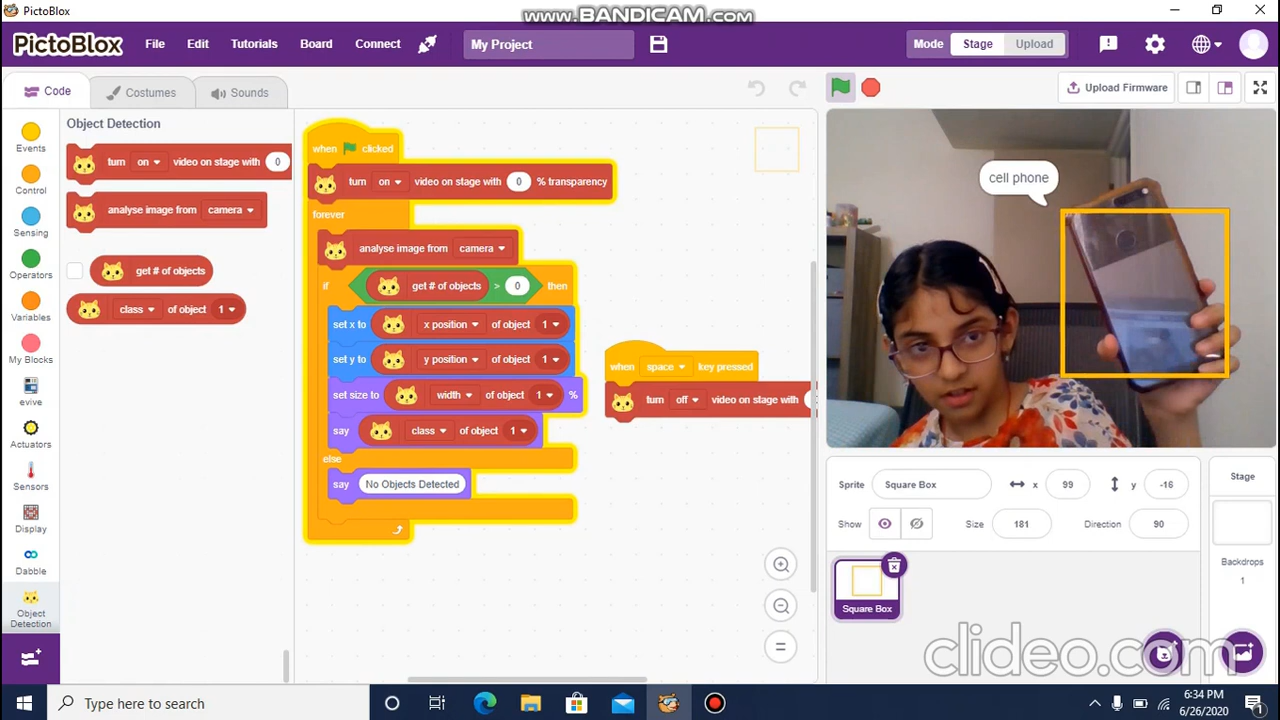 www.BANDICAM.com
PictoBlox
PictoBlox File Edit Tutorials Board Connect My Project Mode Stage Upload
Code Costumes Sounds Upload Firmware
Object Detection
Events
Control
Sensing
Operators
Variables
My Blocks
evive
Actuators
Sensors
Display
Dabble
Object
Detection
turn on video on stage with 0
analyse image from camera
get # of objects
class of object 1
when clicked
turn on video on stage with 0 % transparency
forever
analyse image from camera
if get # of objects > 0 then
set x to x position of object 1
set y to y position of object 1
set size to width of object 1 %
say class of object 1
else
say No Objects Detected
when space key pressed
turn off video on stage with
cell phone
Sprite Square Box x 99 y -16
Show Size 181 Direction 90
Square Box
Stage
Backdrops
1
clideo.com
Type here to search
6:34 PM
6/26/2020
1